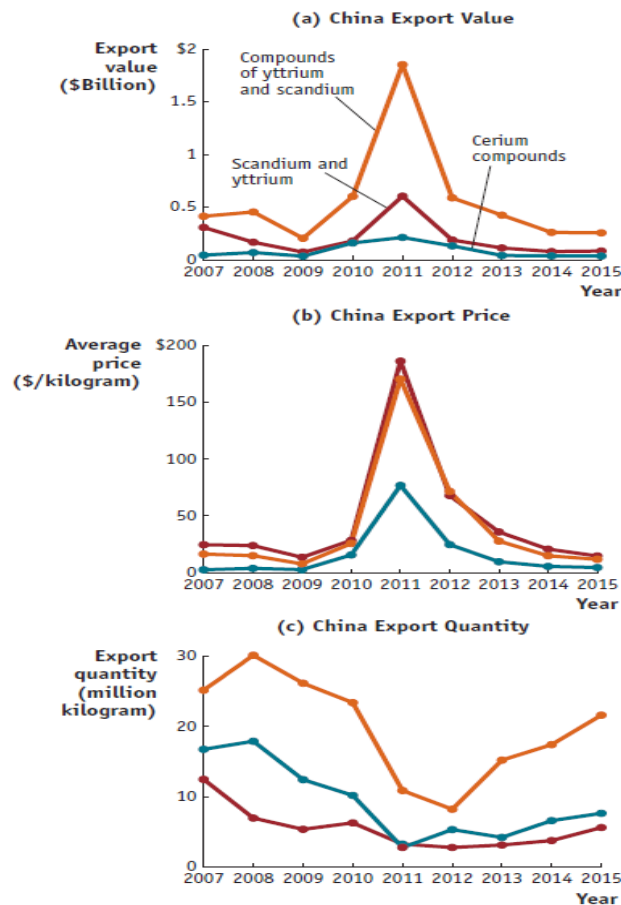 (a) China Export Value
Export
value
($Billion)
$2
1.5
1
0.5
0
Compounds
of yttrium
and scandium
Scandium and
yttrium
Cerium
compounds
2007 2008 2009 2010 2011 2012 2013 2014 2015
Year
(b) China Export Price
Average
price
($/kilogram)
$200
150
100
50
0
2007 2008 2009 2010 2011 2012 2013 2014 2015
Year
(c) China Export Quantity
Export
quantity
(million
kilogram)
30
20
10
0
2007 2008 2009 2010 2011 2012 2013 2014 2015
Year